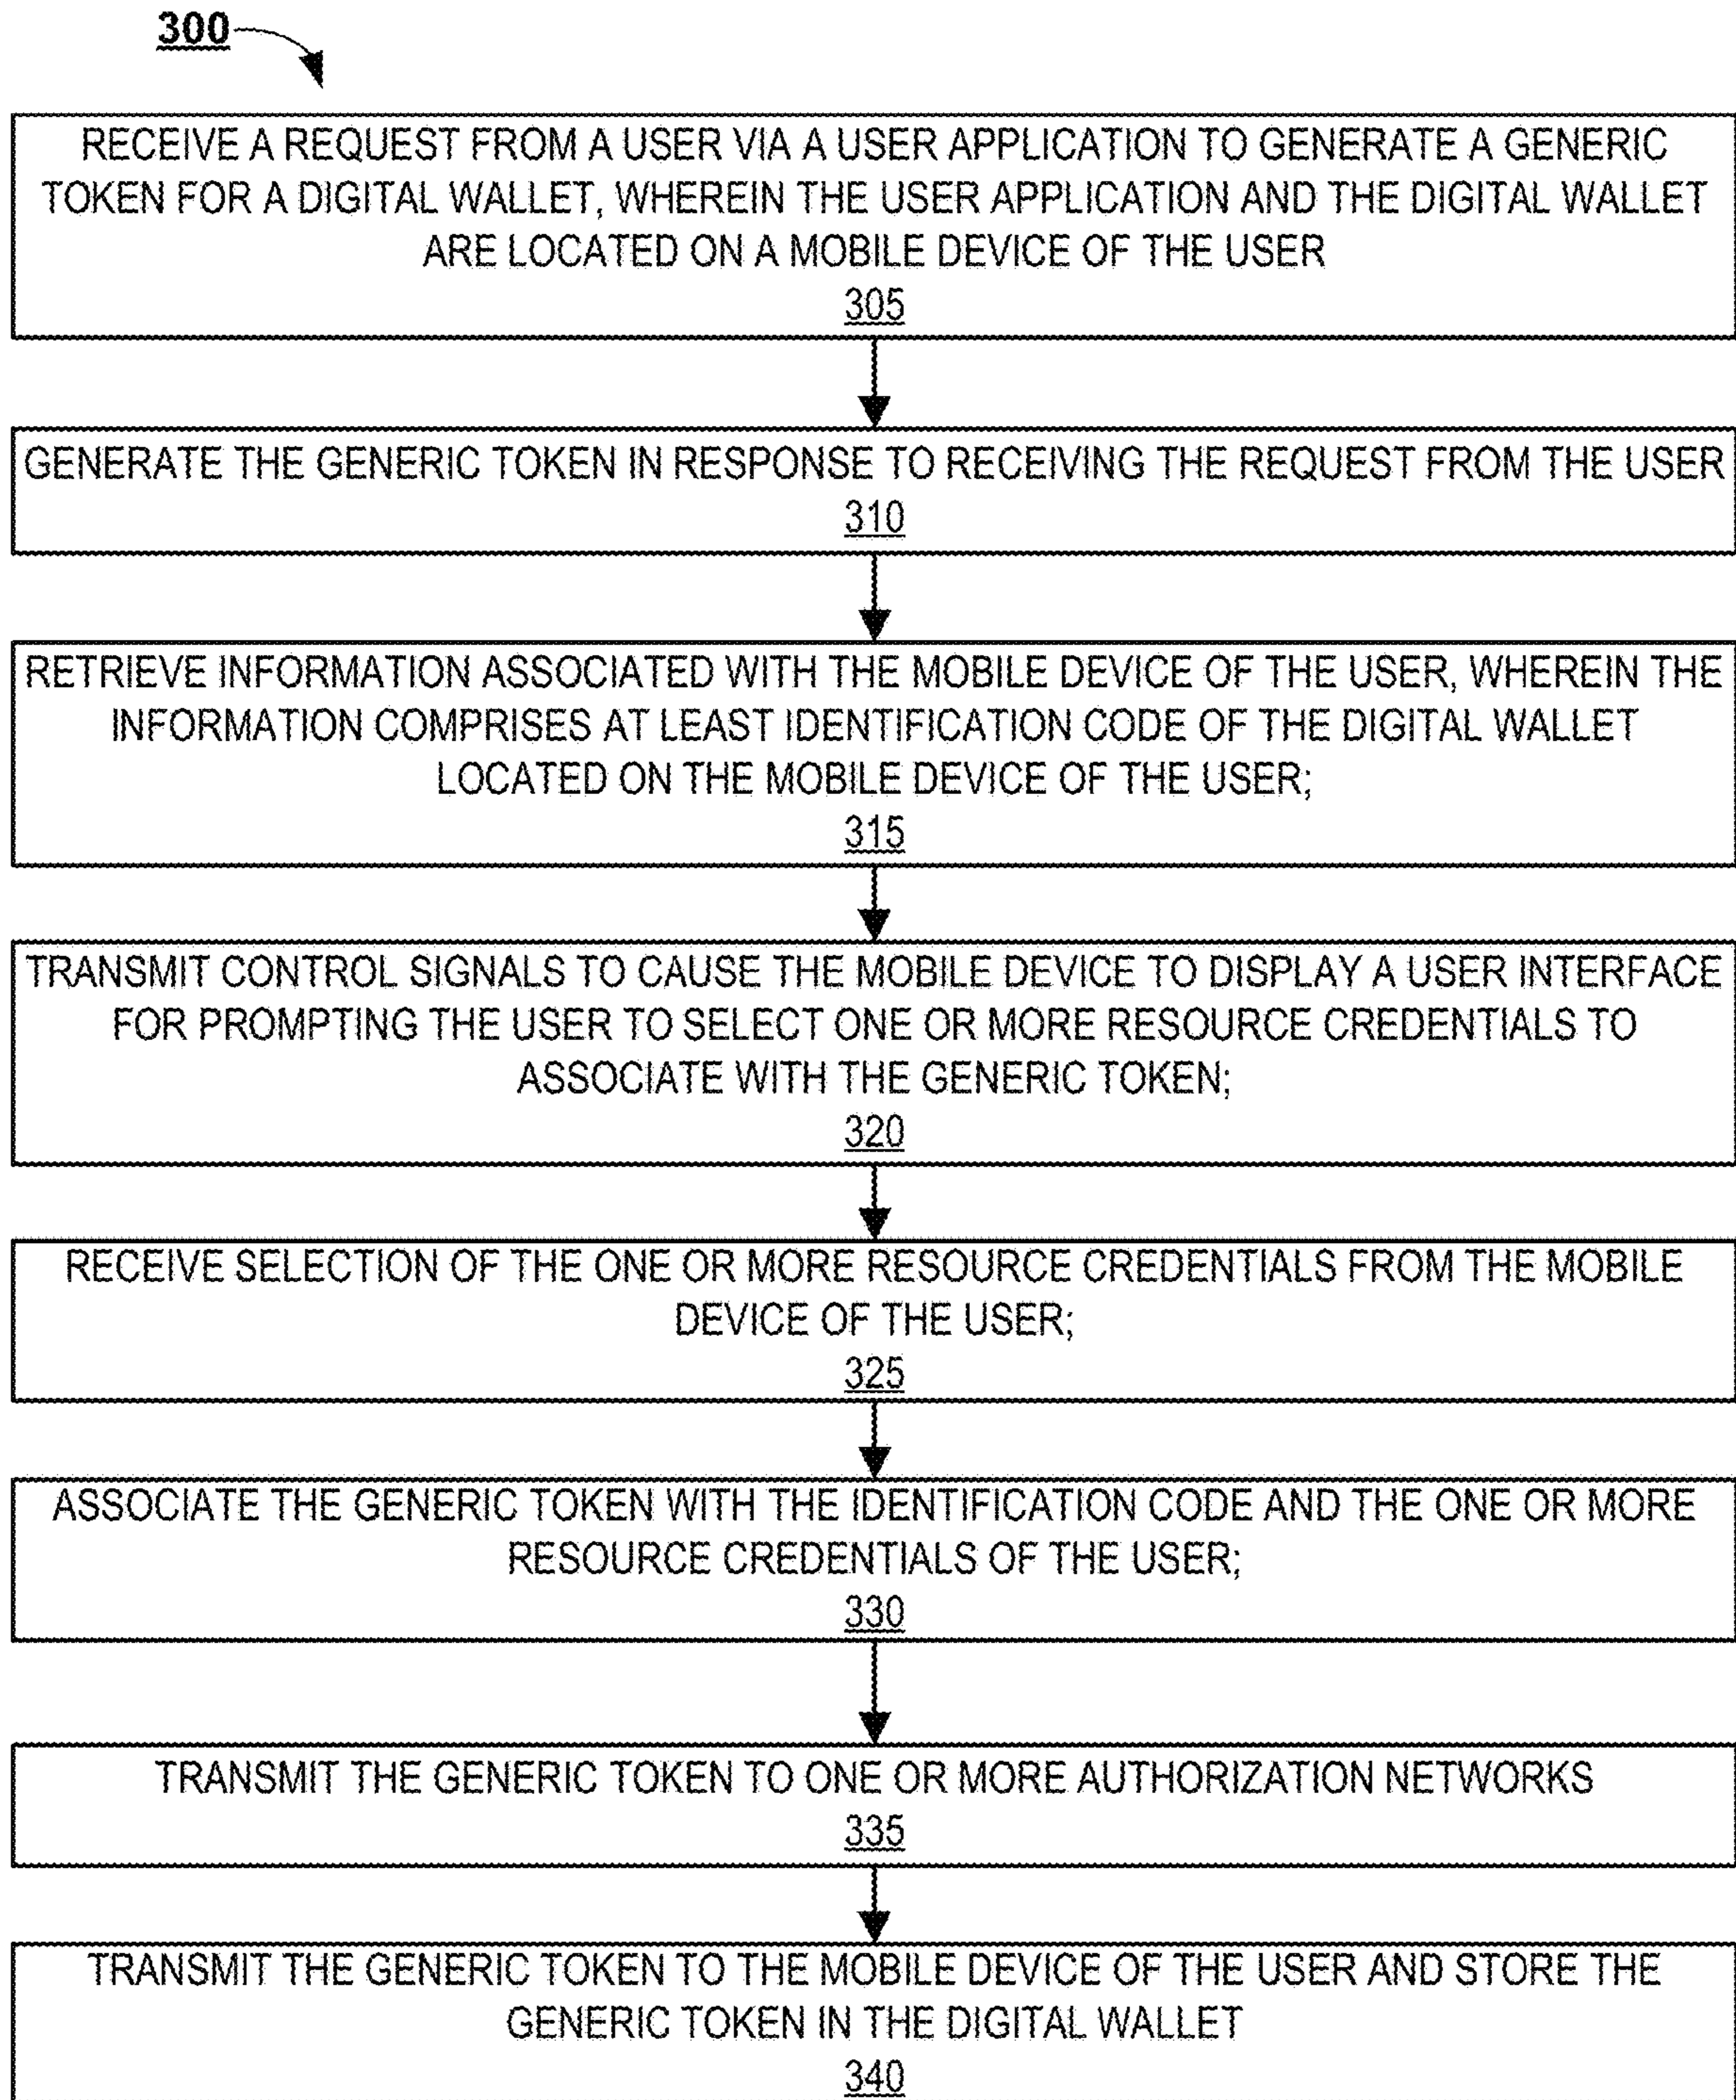 300
RECEIVE A REQUEST FROM A USER VIA A USER APPLICATION TO GENERATE A GENERIC
TOKEN FOR A DIGITAL WALLET, WHEREIN THE USER APPLICATION AND THE DIGITAL WALLET
ARE LOCATED ON A MOBILE DEVICE OF THE USER
305
GENERATE THE GENERIC TOKEN IN RESPONSE TO RECEIVING THE REQUEST FROM THE USER
310
RETRIEVE INFORMATION ASSOCIATED WITH THE MOBILE DEVICE OF THE USER, WHEREIN THE
INFORMATION COMPRISES AT LEAST IDENTIFICATION CODE OF THE DIGITAL WALLET
LOCATED ON THE MOBILE DEVICE OF THE USER;
315
TRANSMIT CONTROL SIGNALS TO CAUSE THE MOBILE DEVICE TO DISPLAY A USER INTERFACE
FOR PROMPTING THE USER TO SELECT ONE OR MORE RESOURCE CREDENTIALS TO
ASSOCIATE WITH THE GENERIC TOKEN;
320
RECEIVE SELECTION OF THE ONE OR MORE RESOURCE CREDENTIALS FROM THE MOBILE
DEVICE OF THE USER;
325
ASSOCIATE THE GENERIC TOKEN WITH THE IDENTIFICATION CODE AND THE ONE OR MORE
RESOURCE CREDENTIALS OF THE USER;
330
TRANSMIT THE GENERIC TOKEN TO ONE OR MORE AUTHORIZATION NETWORKS
335
TRANSMIT THE GENERIC TOKEN TO THE MOBILE DEVICE OF THE USER AND STORE THE
GENERIC TOKEN IN THE DIGITAL WALLET
340